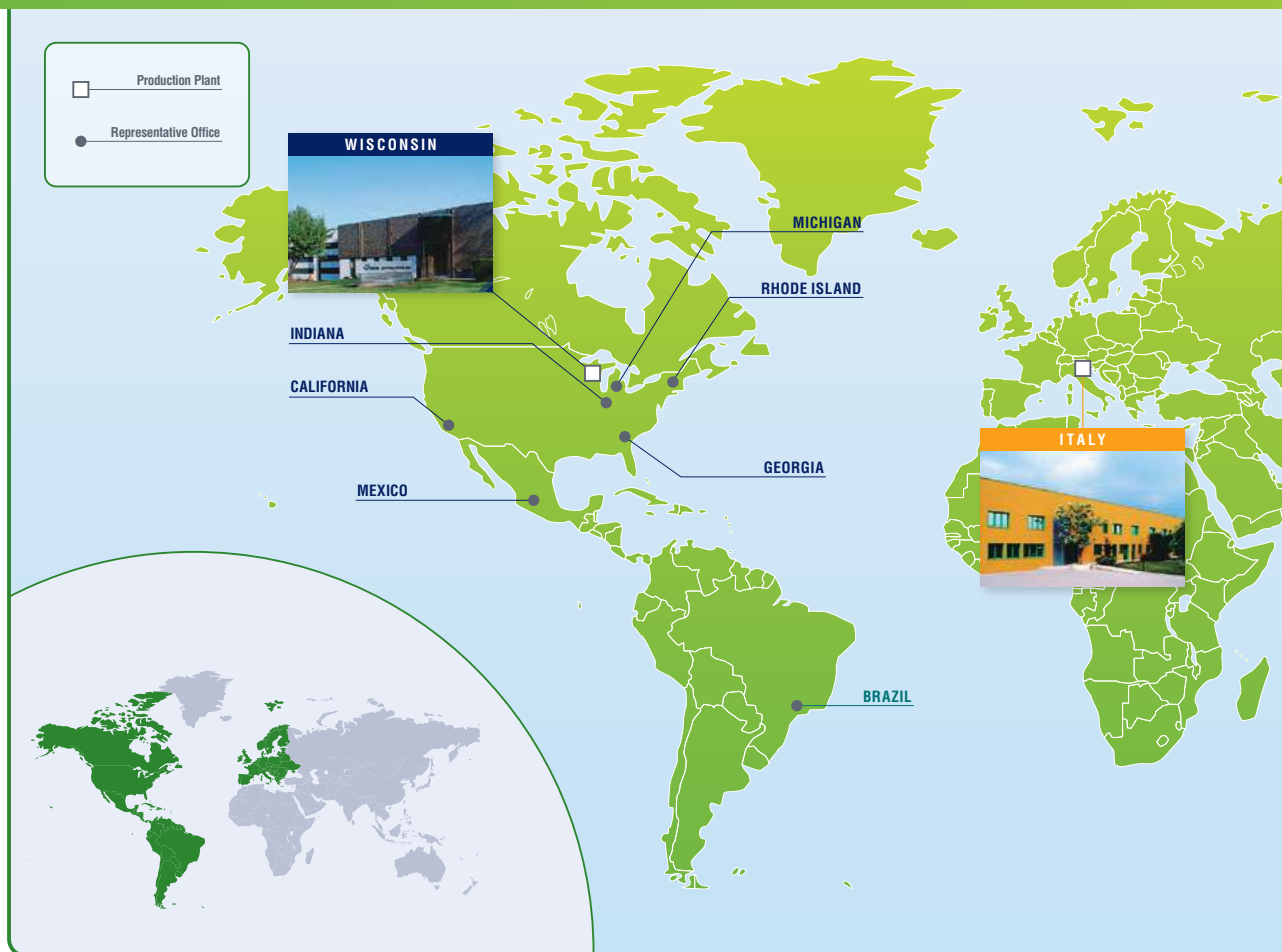 Production Plant
Representative Office
WISCONSIN
MICHIGAN
RHODE ISLAND
INDIANA
CALIFORNIA
ITALY
GEORGIA
MEXICO
BRAZIL